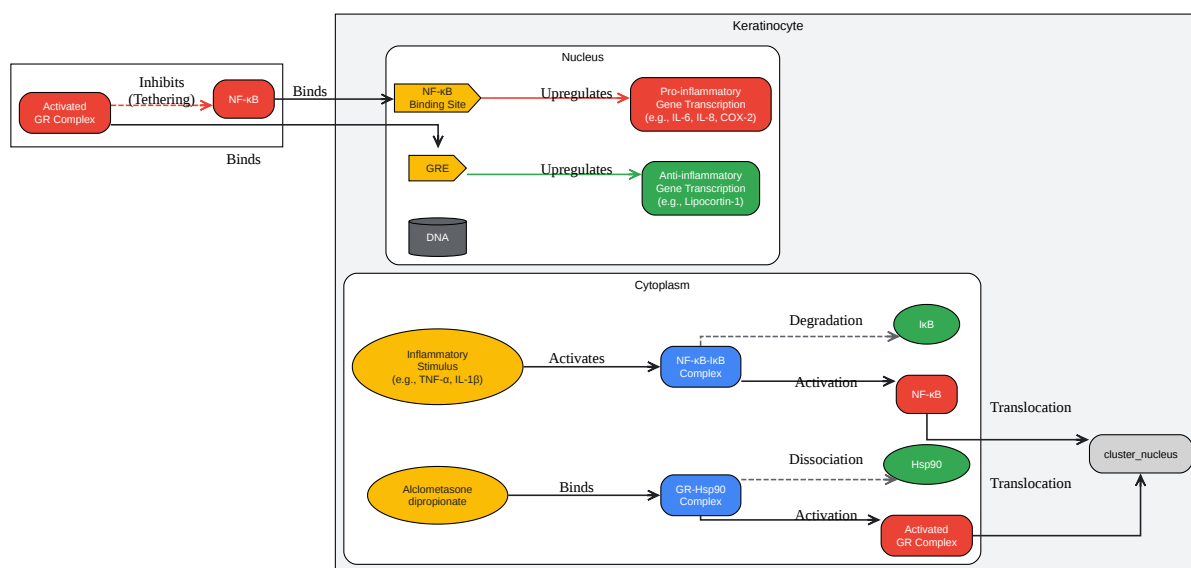 Keratinocyte
Nucleus
Inhibits
(Tethering)
Activated
GR Complex
NF-κB
Binds
NF-κB
Binding Site
Upregulates
Pro-inflammatory
Gene Transcription
(e.g., IL-6, IL-8, COX-2)
Binds
GRE
Upregulates
Anti-inflammatory
Gene Transcription
(e.g., Lipocortin-1)
DNA
Cytoplasm
Inflammatory
Stimulus
(e.g., TNF-α, IL-1β)
Activates
NF-κB-IκB
Complex
Degradation
IκB
Activation
NF-κB
Translocation
cluster_nucleus
Alclometasone
dipropionate
Binds
GR-Hsp90
Complex
Dissociation
Hsp90
Activation
Activated
GR Complex
Translocation